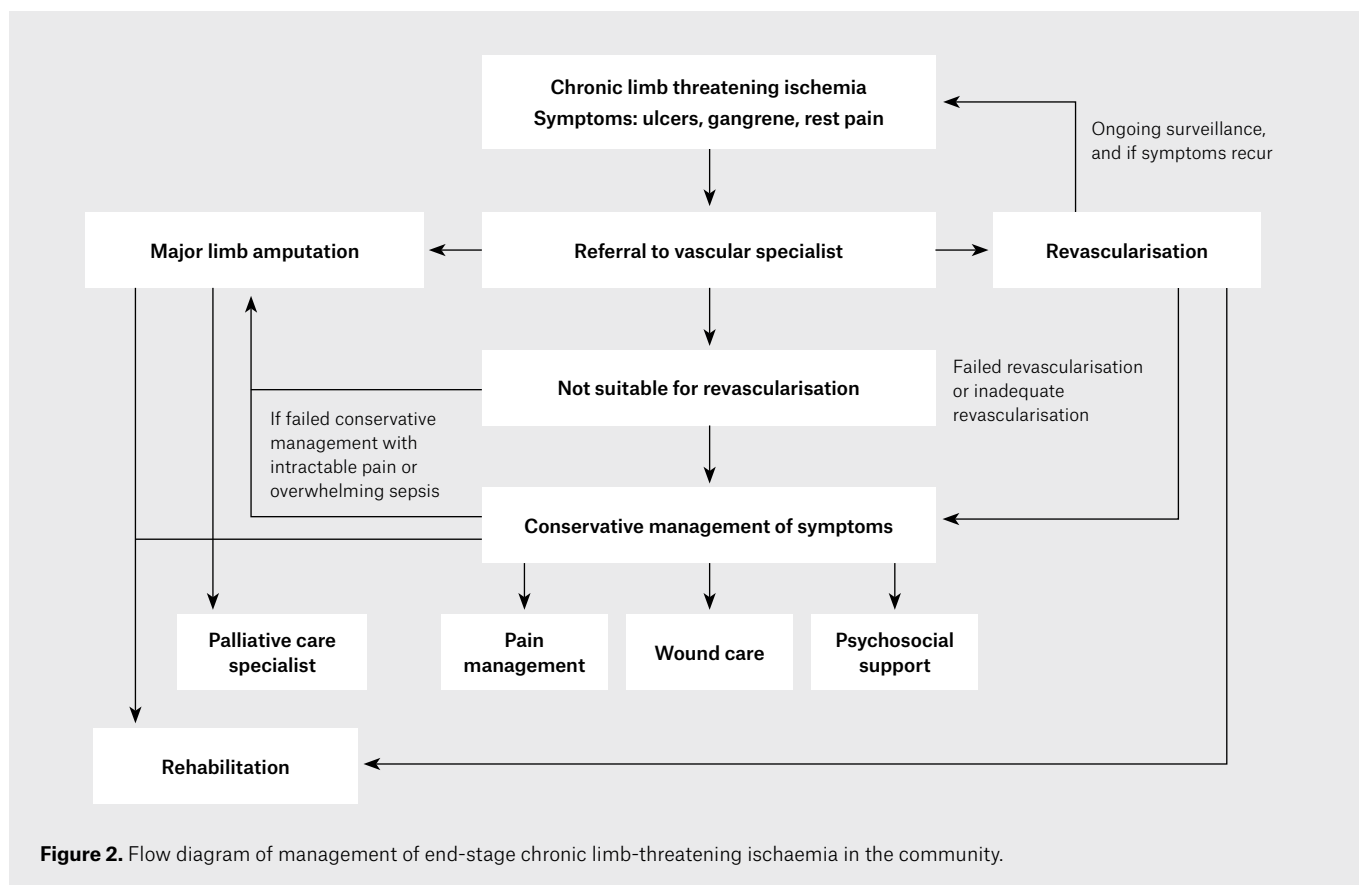 Chronic limb threatening ischemia
Symptoms: ulcers, gangrene, rest pain
Ongoing surveillance,
and if symptoms recur
Major limb amputation
Referral to vascular specialist
Revascularisation
Not suitable for revascularisation
Failed revascularisation
or inadequate
revascularisation
If failed conservative
management with
intractable pain or
overwhelming sepsis
Conservative management of symptoms
Palliative care
specialist
Pain
management
Wound care
Psychosocial
support
Rehabilitation
Figure 2. Flow diagram of management of end-stage chronic limb-threatening ischaemia in the community.